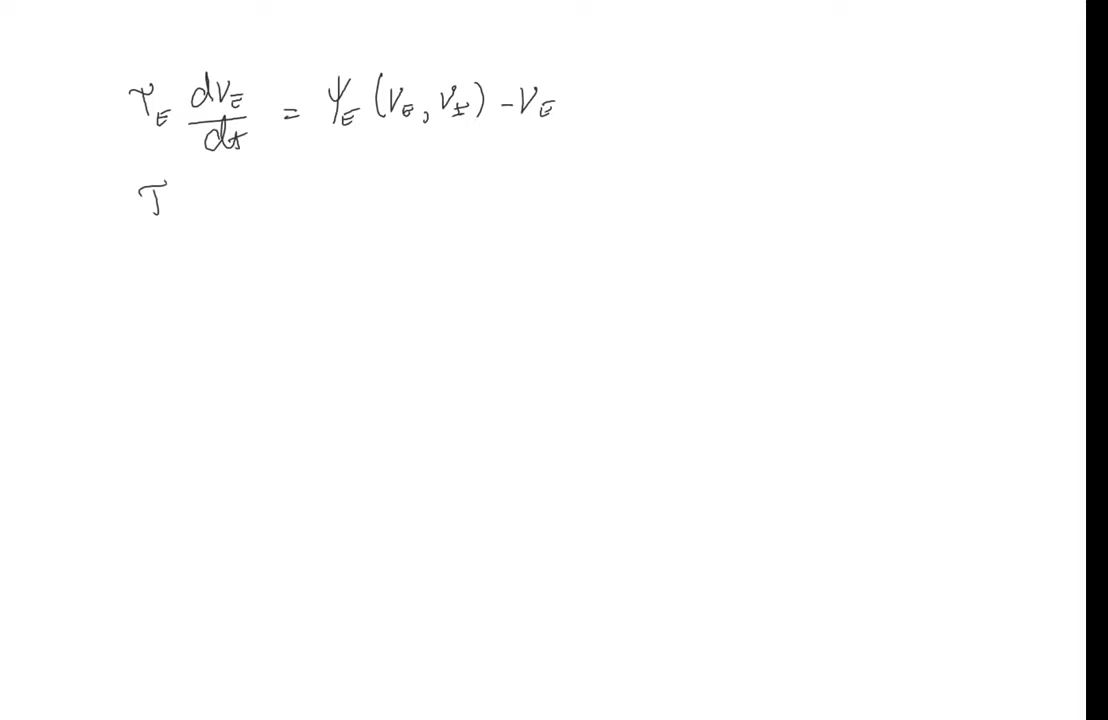 τ_E dν_E/dt = Ψ_E (ν_E, ν_I) - ν_E
τ